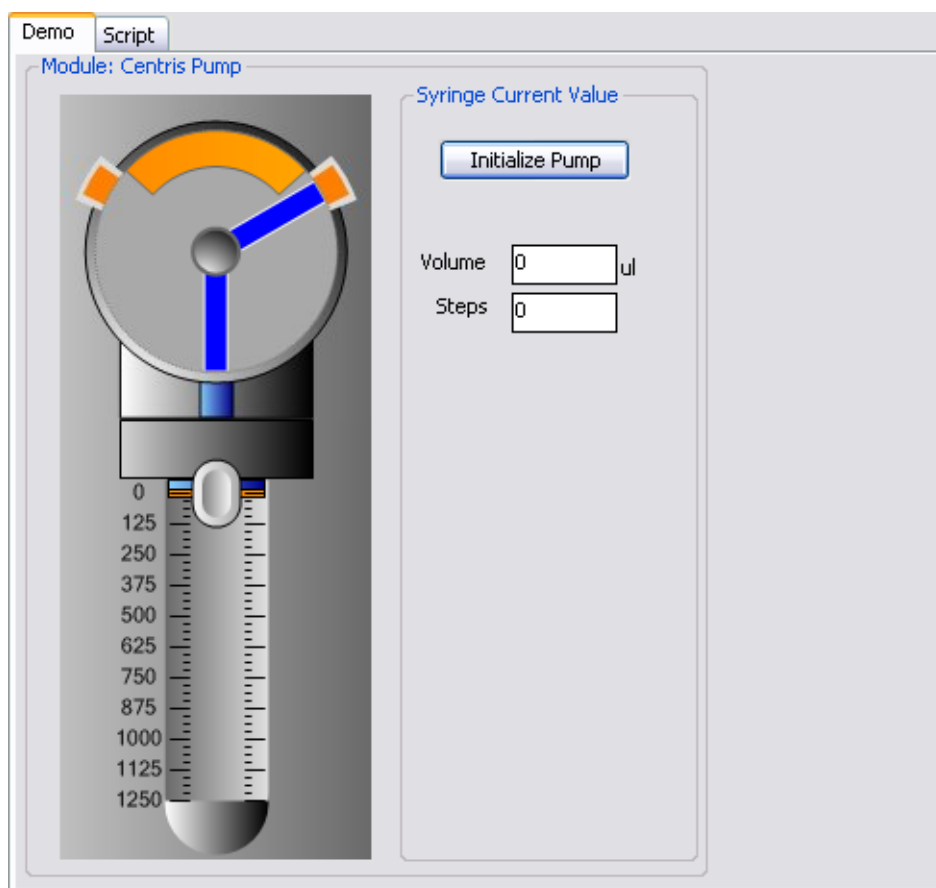 Demo
Script
Module: Centris Pump
Syringe Current Value
Initialize Pump
Volume 0 ul
Steps 0
0
125
250
375
500
625
750
875
1000
1125
1250